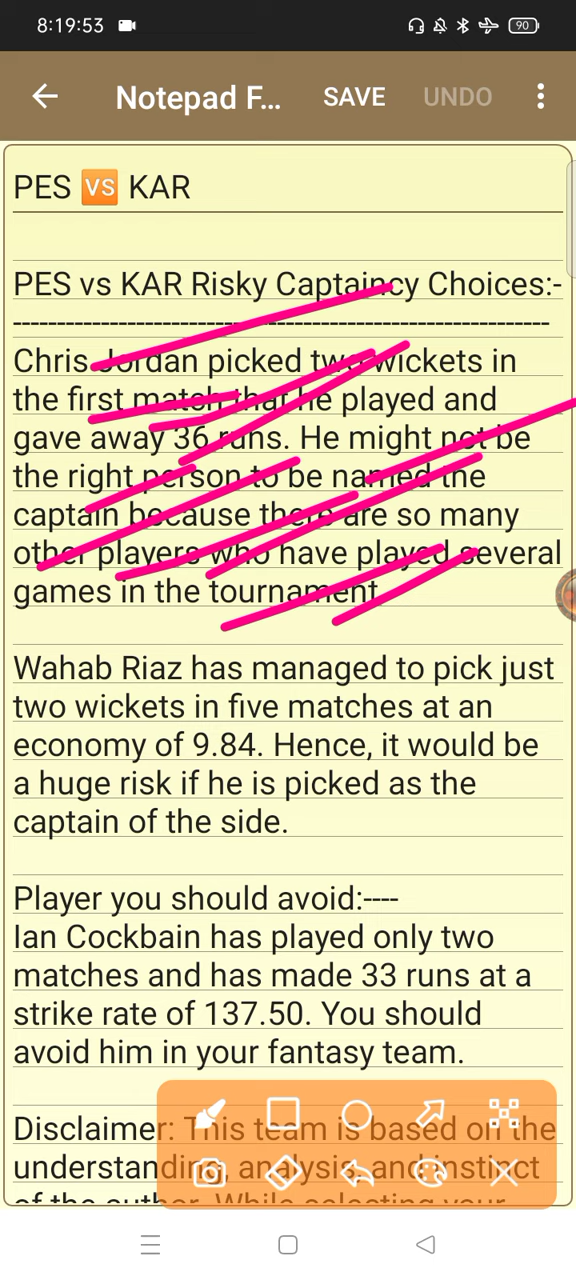 8:19:53
90
Notepad F...
SAVE
UNDO
PES VS KAR
PES vs KAR Risky Captaincy Choices:-
-------------------------------------------------------
Chris Jordan picked two wickets in
the first match that he played and
gave away 36 runs. He might not be
the right person to be named the
captain because there are so many
other players who have played several
games in the tournament
Wahab Riaz has managed to pick just
two wickets in five matches at an
economy of 9.84. Hence, it would be
a huge risk if he is picked as the
captain of the side.
Player you should avoid:----
Ian Cockbain has played only two
matches and has made 33 runs at a
strike rate of 137.50. You should
avoid him in your fantasy team.
Disclaimer: This team is based on the
understanding, analysis, and instinct
of the author. While selecting your